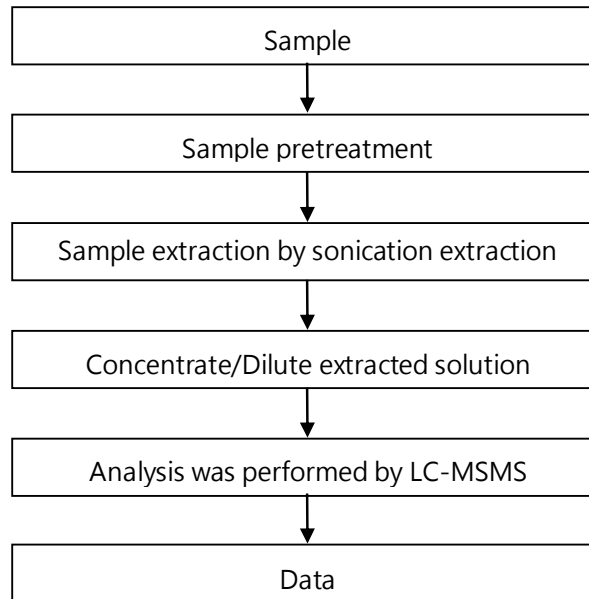 Sample
Sample pretreatment
Sample extraction by sonication extraction
Concentrate/Dilute extracted solution
Analysis was performed by LC-MSMS
Data